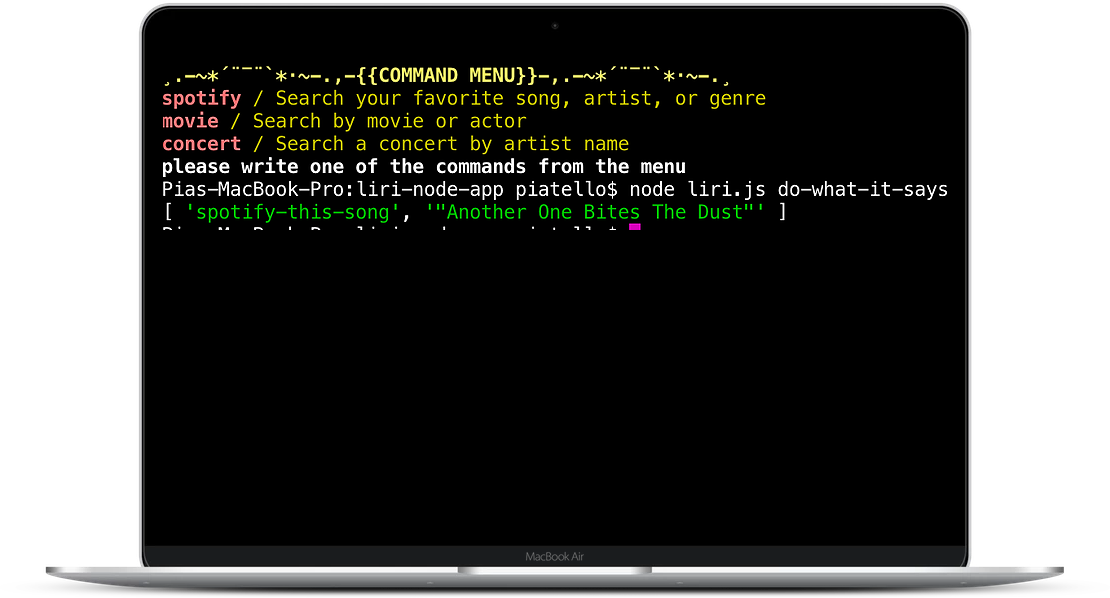 ¸.-~*´¨¯¨`*·~-.¸-{{COMMAND MENU}}-,.-~*´¨¯¨`*·~-.¸
spotify / Search your favorite song, artist, or genre
movie / Search by movie or actor
concert / Search a concert by artist name
please write one of the commands from the menu
Pias-MacBook-Pro:liri-node-app piatello$ node liri.js do-what-it-says
[ 'spotify-this-song', '"Another One Bites The Dust"' ]
MacBook Air